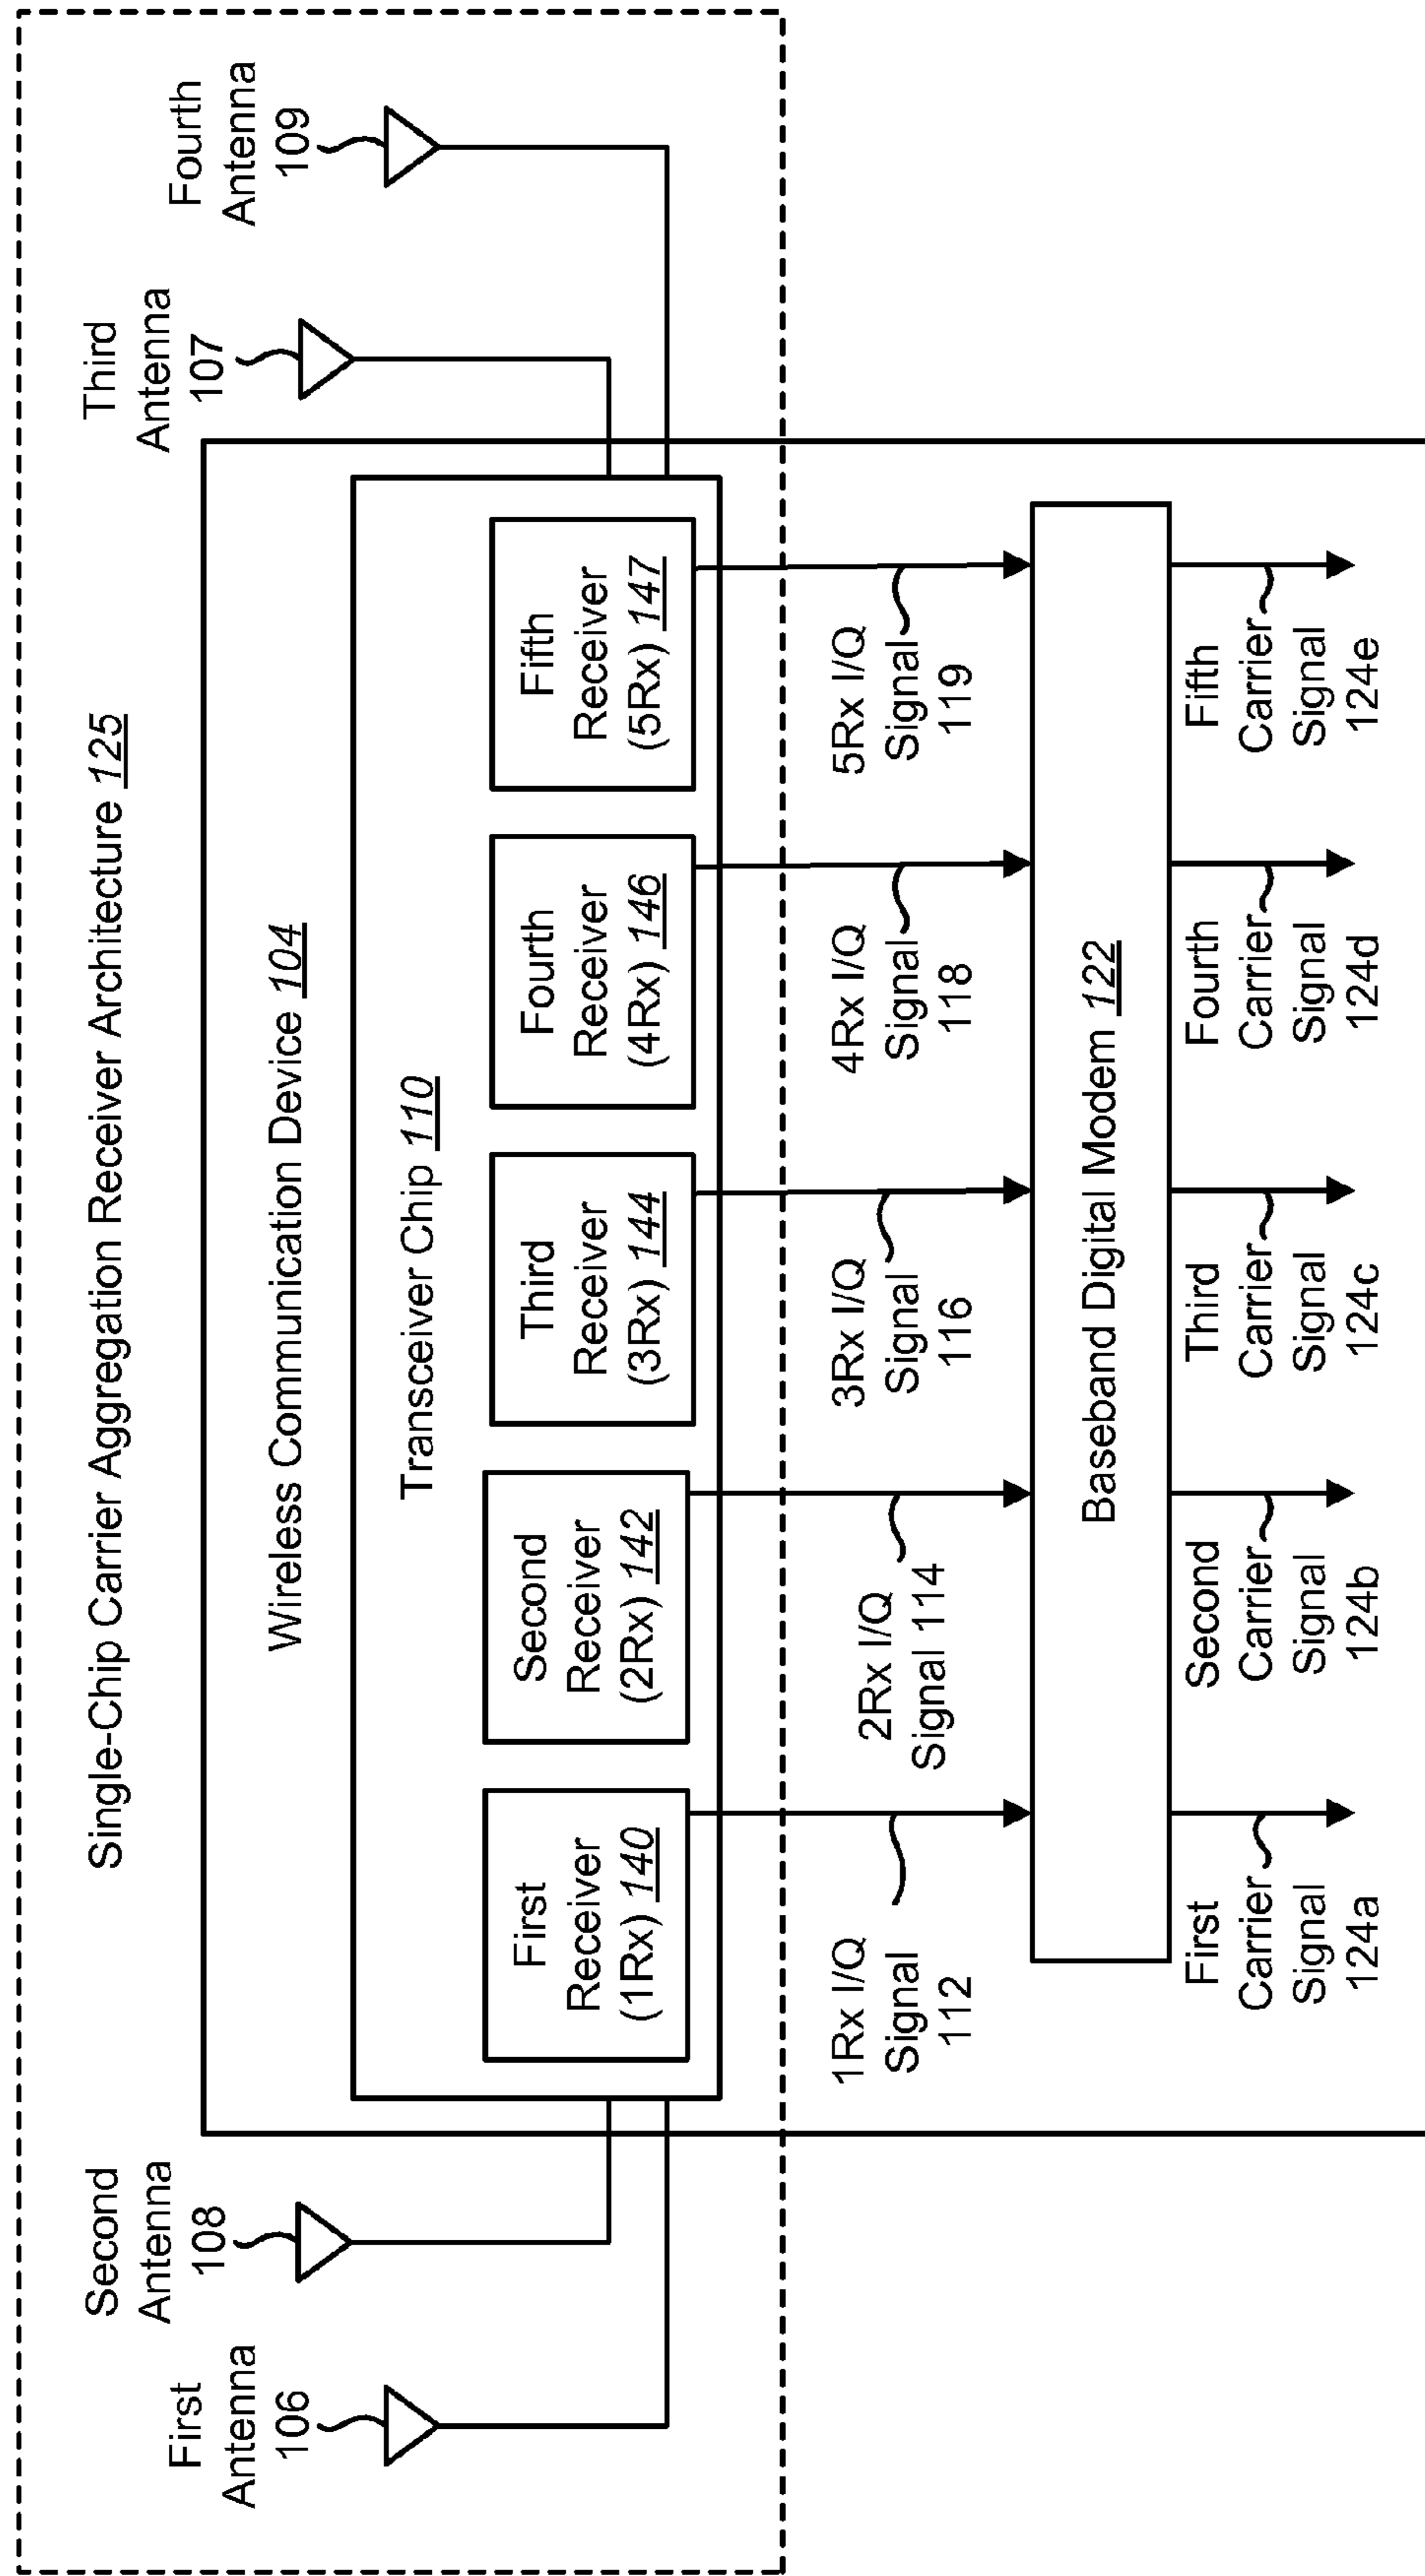 Single-Chip Carrier Aggregation Receiver Architecture 125
First
Antenna
106
Second
Antenna
108
Third
Antenna
107
Fourth
Antenna
109
Wireless Communication Device 104
Transceiver Chip 110
First
Receiver
(1Rx) 140
Second
Receiver
(2Rx) 142
Third
Receiver
(3Rx) 144
Fourth
Receiver
(4Rx) 146
Fifth
Receiver
(5Rx) 147
1Rx I/Q
Signal
112
2Rx I/Q
Signal 114
3Rx I/Q
Signal
116
4Rx I/Q
Signal
118
5Rx I/Q
Signal
119
Baseband Digital Modem 122
First
Carrier
Signal
124a
Second
Carrier
Signal
124b
Third
Carrier
Signal
124c
Fourth
Carrier
Signal
124d
Fifth
Carrier
Signal
124e